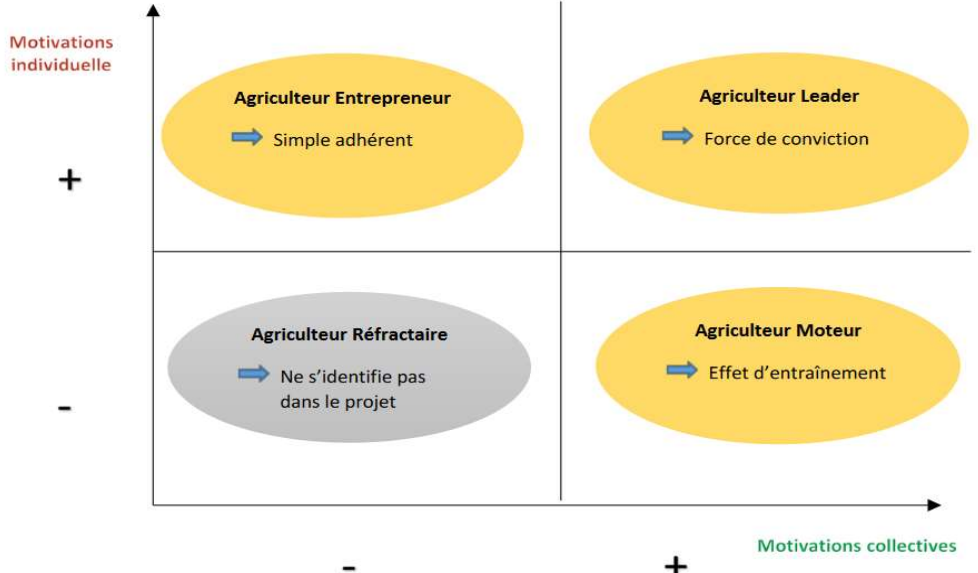 Motivations
individuelle
Agriculteur Entrepreneur
Simple adhérent
Agriculteur Leader
Force de conviction
+
Agriculteur Réfractaire
Ne s'identifie pas
dans le projet
Agriculteur Moteur
Effet d'entraînement
-
Motivations collectives
-
+